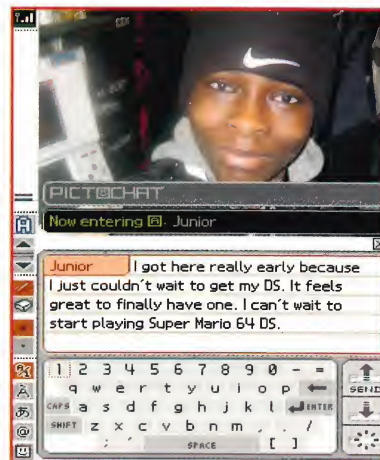 PICTOCHAT
Now entering A: Junior
Junior I got here really early because
I just couldn't wait to get my DS. It feels
great to finally have one. I can't wait to
start playing Super Mario 64 DS.
1 2 3 4 5 6 7 8 9 0 - =
q w e r t y u i o p
CAPS a s d f g h j k l ENTER
SHIFT z x c v b n m , . /
; ´ SPACE [ ]
SEND
A
À
あ
@